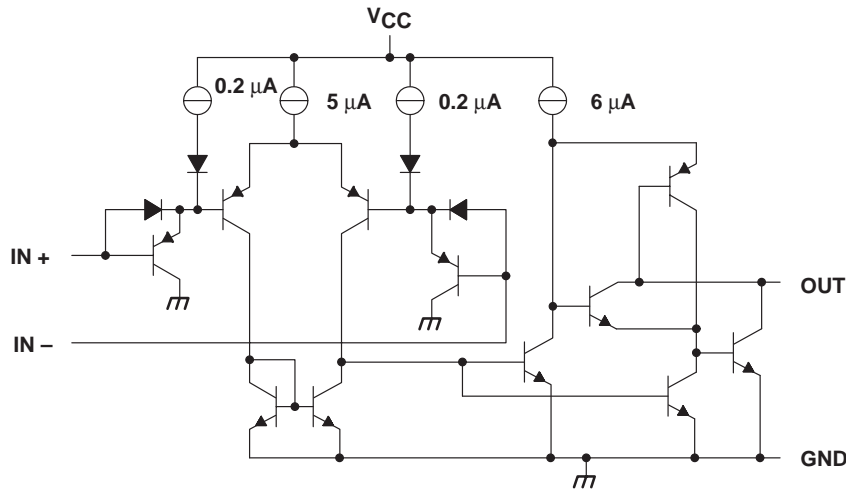 VCC
0.2 µA
5 µA
0.2 µA
6 µA
IN +
OUT
IN –
GND